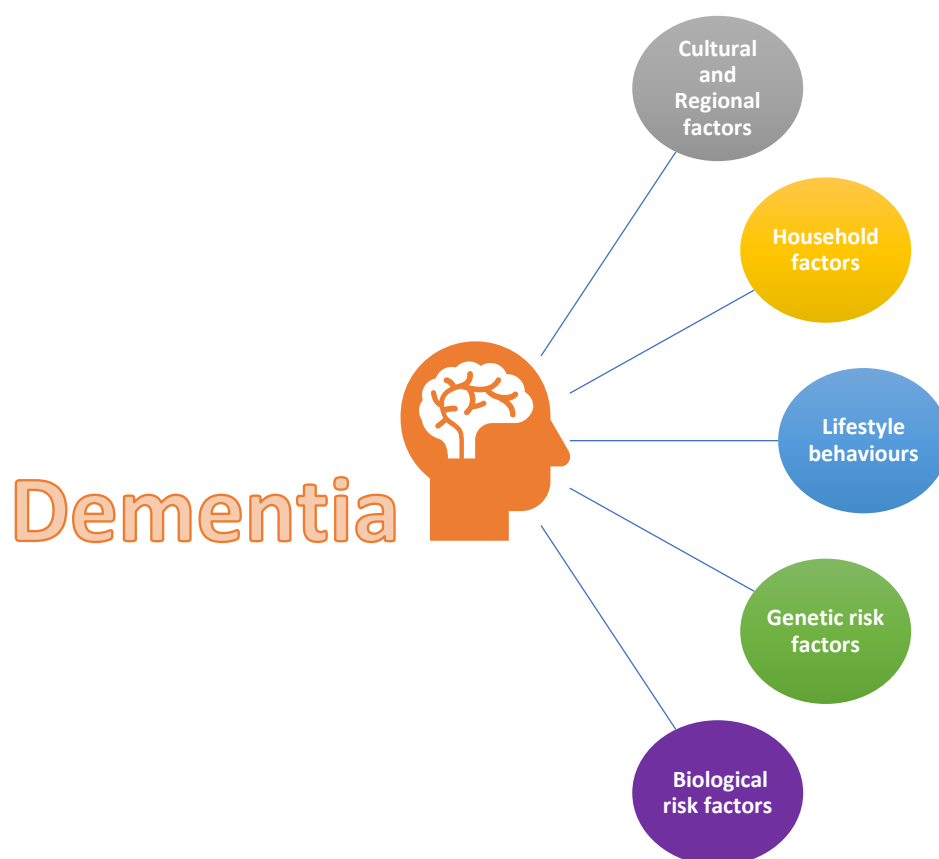 Cultural
and
Regional
factors
Household
factors
Lifestyle
behaviours
Dementia
Genetic risk
factors
Biological
risk factors